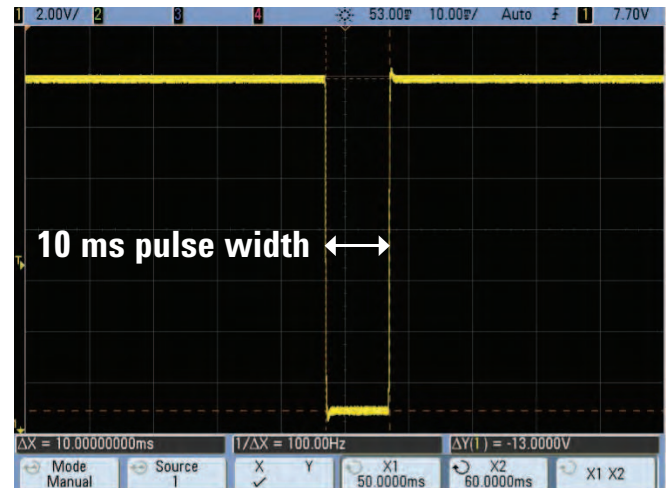 1 2.00V/ 2 3 4 53.00ms 10.00ms/ Auto 1 7.70V
10 ms pulse width
T
ΔX = 10.00000000ms 1/ΔX = 100.00Hz ΔY(1) = -13.0000V
Mode Source X Y X1 X2 X1 X2
Manual 1 ✓ 50.0000ms 60.0000ms